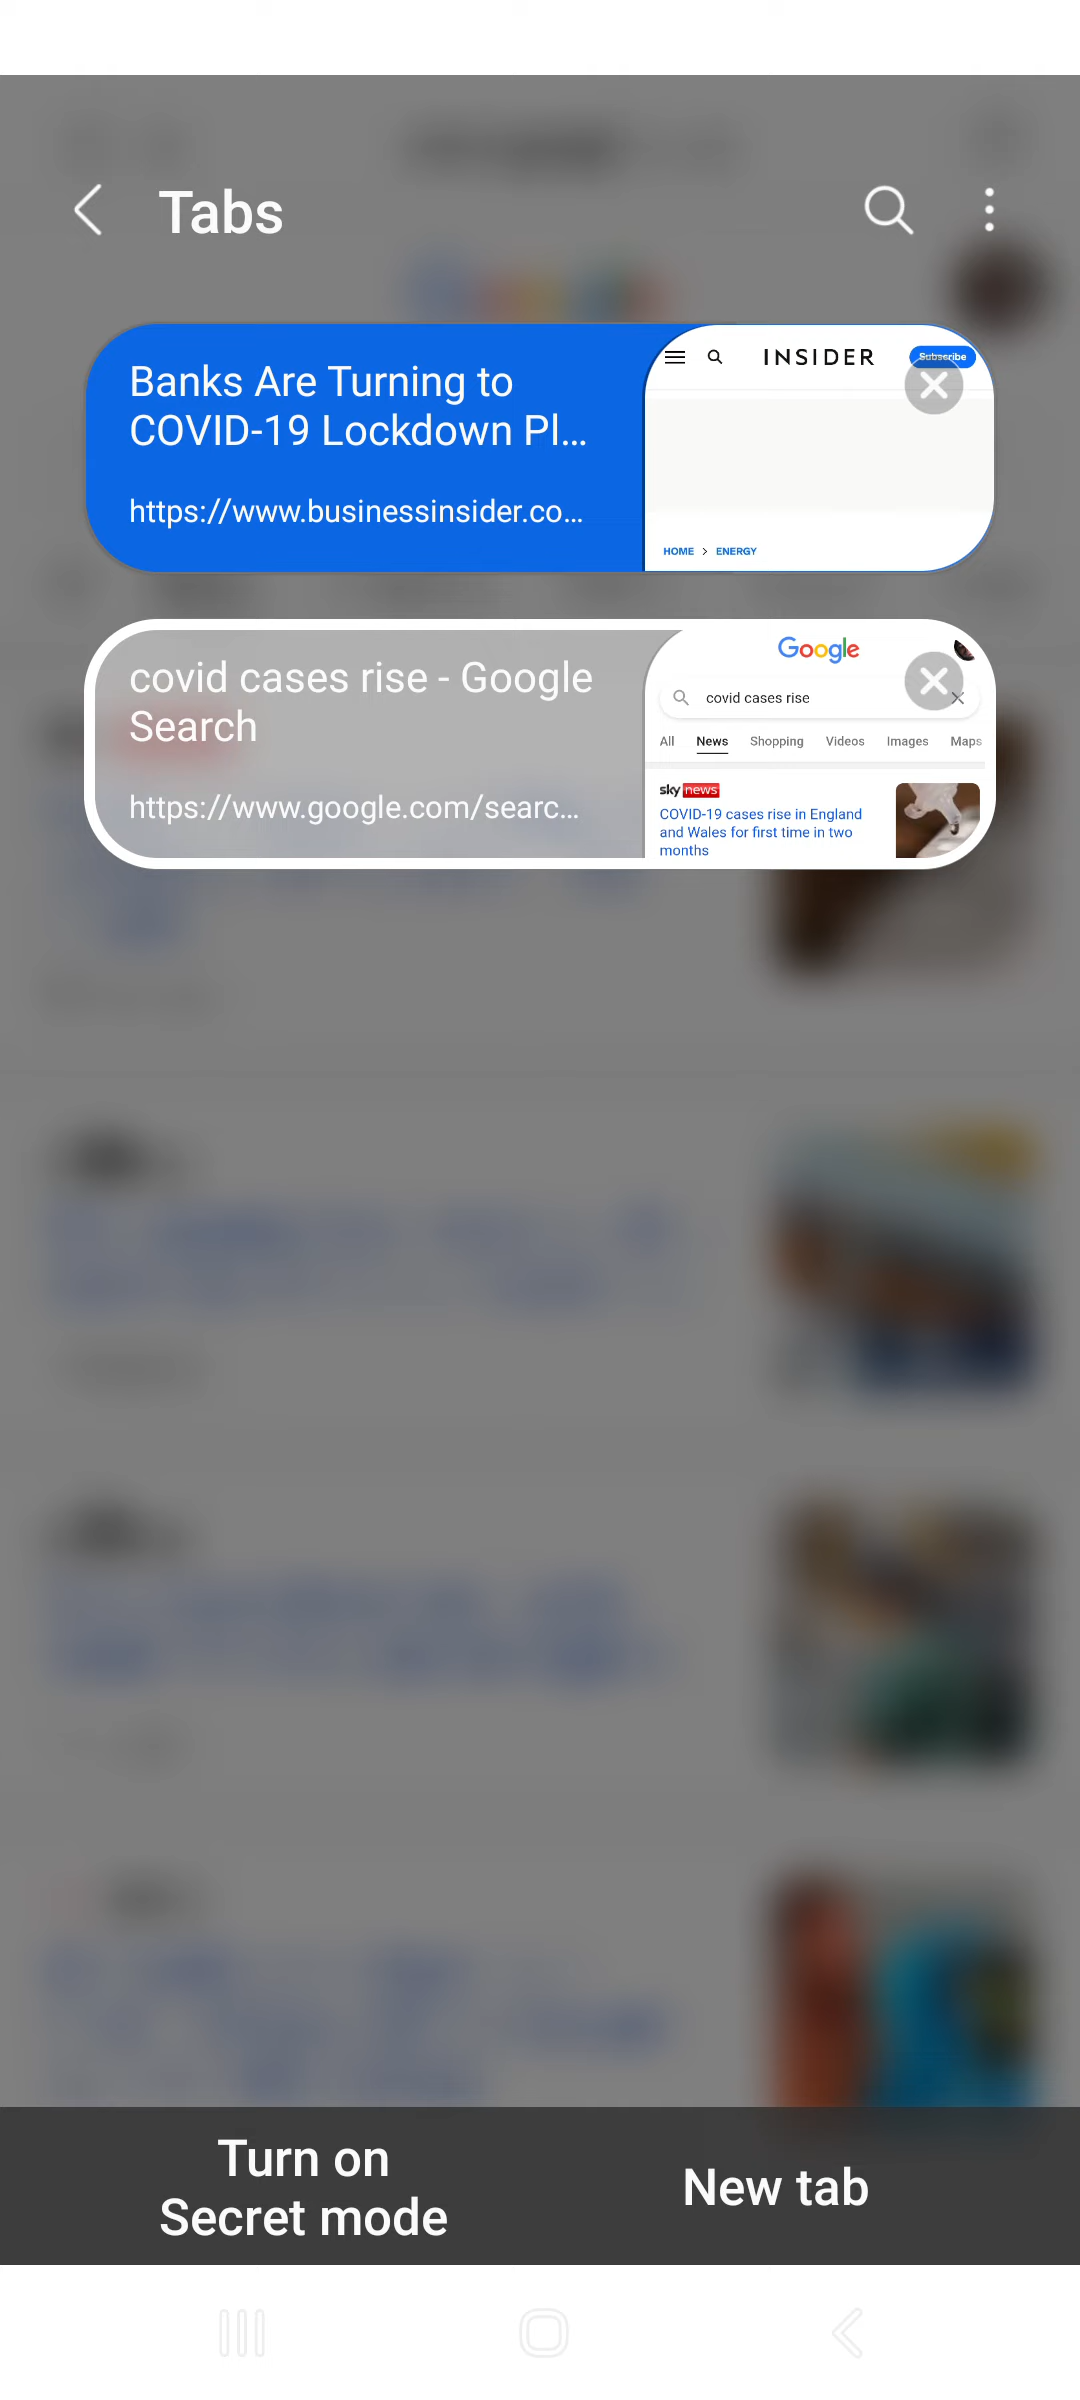 Tabs
Banks Are Turning to
COVID-19 Lockdown Pl...
https://www.businessinsider.co...
INSIDER
Subscribe
HOME > ENERGY
covid cases rise - Google
Search
https://www.google.com/searc...
Google
covid cases rise
All News Shopping Videos Images Maps
sky news
COVID-19 cases rise in England
and Wales for first time in two
months
Turn on
Secret mode
New tab